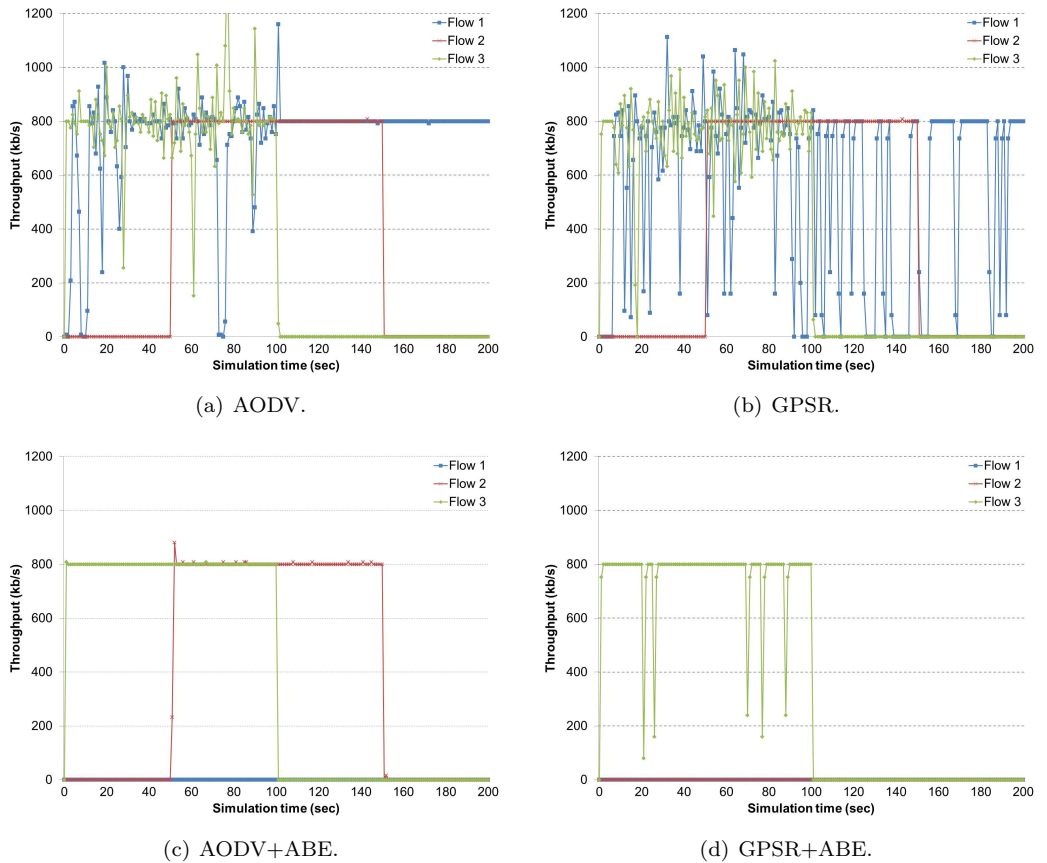 1200
1000
800
600
400
200
0
Throughput (kb/s)
Flow 1
Flow 2
Flow 3
0 20 40 60 80 100 120 140 160 180 200
Simulation time (sec)
(a) AODV.
1200
1000
800
600
400
200
0
Throughput (kb/s)
Flow 1
Flow 2
Flow 3
0 20 40 60 80 100 120 140 160 180 200
Simulation time (sec)
(b) GPSR.
1200
1000
800
600
400
200
0
Throughput (kb/s)
Flow 1
Flow 2
Flow 3
0 20 40 60 80 100 120 140 160 180 200
Simulation time (sec)
(c) AODV+ABE.
1200
1000
800
600
400
200
0
Throughput (kb/s)
Flow 1
Flow 2
Flow 3
0 20 40 60 80 100 120 140 160 180 200
Simulation time (sec)
(d) GPSR+ABE.